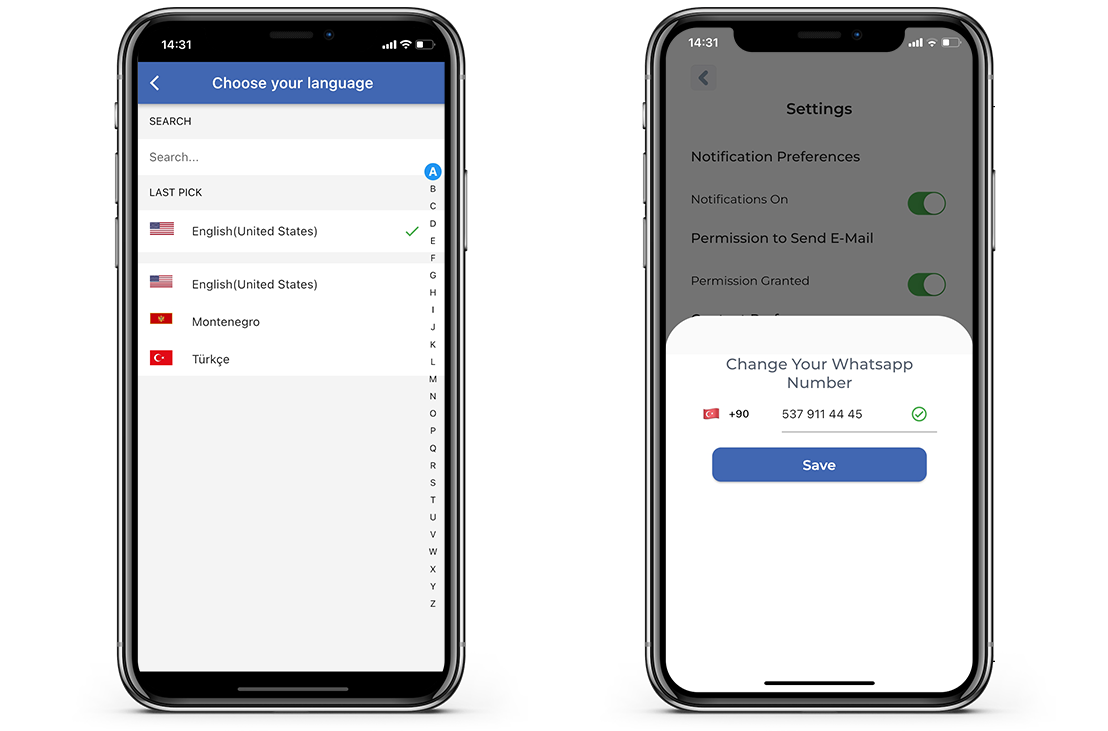 14:31
Choose your language
SEARCH
Search...
LAST PICK
English(United States)
English(United States)
Montenegro
Türkçe
A
B
C
D
E
F
G
H
I
J
K
L
M
N
O
P
Q
R
S
T
U
V
W
X
Y
Z
14:31
Settings
Notification Preferences
Notifications On
Permission to Send E-Mail
Permission Granted
Change Your Whatsapp
Number
+90 537 911 44 45
Save